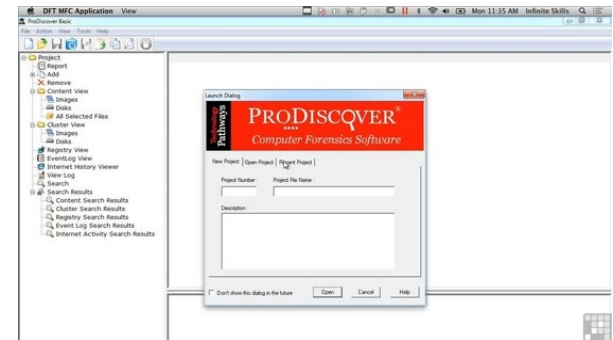 DFT MFC Application View
Mon 11:35 AM Infinite Skills
ProDiscover Basic
File Action View Tools Help
Project
Report
Add
Remove
Content View
Images
Disks
All Selected Files
Cluster View
Images
Disks
Registry View
EventLog View
Internet History Viewer
View Log
Search
Search Results
Content Search Results
Cluster Search Results
Registry Search Results
Event Log Search Results
Internet Activity Search Results
Launch Dialog
Technology
Pathways
PRODISCOVER®
Computer Forensics Software
New Project Open Project Recent Project
Project Number : Project File Name :
Description :
Don't show this dialog in the future
Open Cancel Help